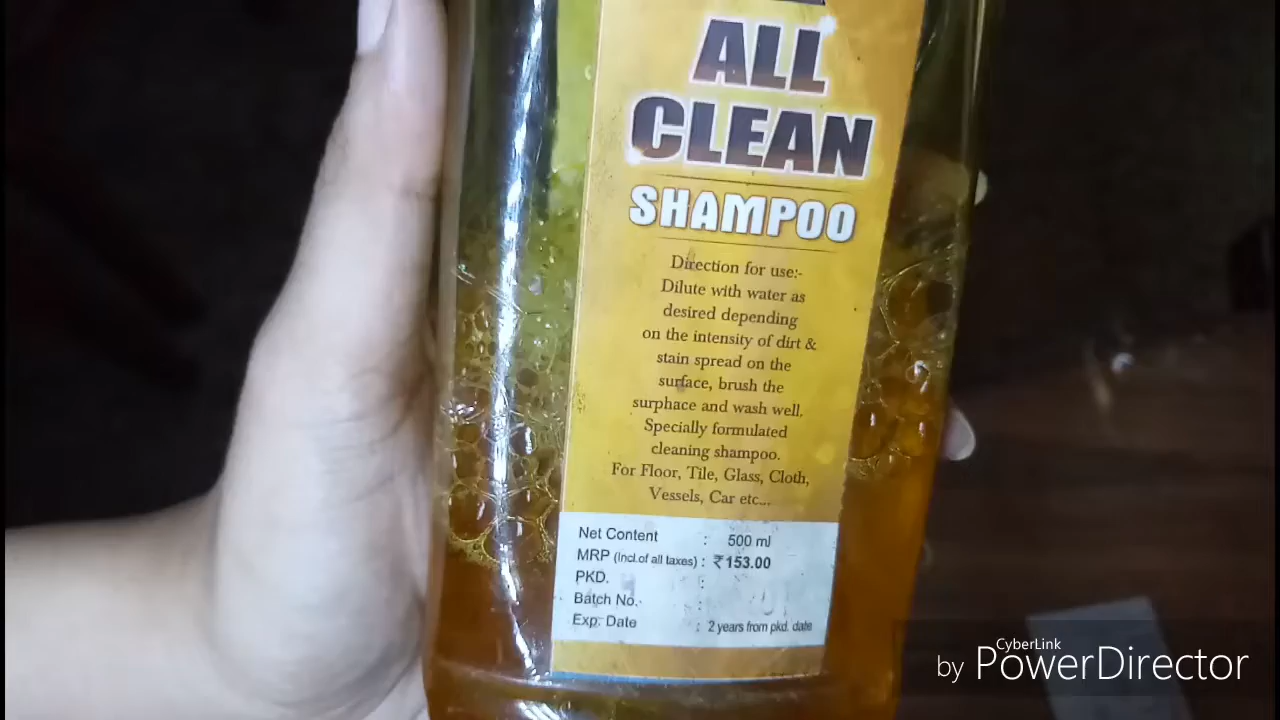 ALL
CLEAN
SHAMPOO
Direction for use:-
Dilute with water as
desired depending
on the intensity of dirt &
stain spread on the
surface, brush the
surphace and wash well.
Specially formulated
cleaning shampoo.
For Floor, Tile, Glass, Cloth,
Vessels, Car etc...
Net Content : 500 ml
MRP (Incl.of all taxes) : ₹153.00
PKD. :
Batch No. :
Exp. Date : 2 years from pkd. date
CyberLink
by PowerDirector